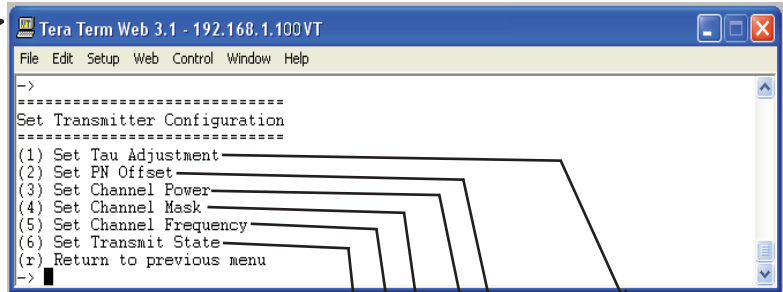 Tera Term Web 3.1 - 192.168.1.100 VT
File Edit Setup Web Control Window Help
->
==============================
Set Transmitter Configuration
==============================
(1) Set Tau Adjustment
(2) Set PN Offset
(3) Set Channel Power
(4) Set Channel Mask
(5) Set Channel Frequency
(6) Set Transmit State
(r) Return to previous menu
->